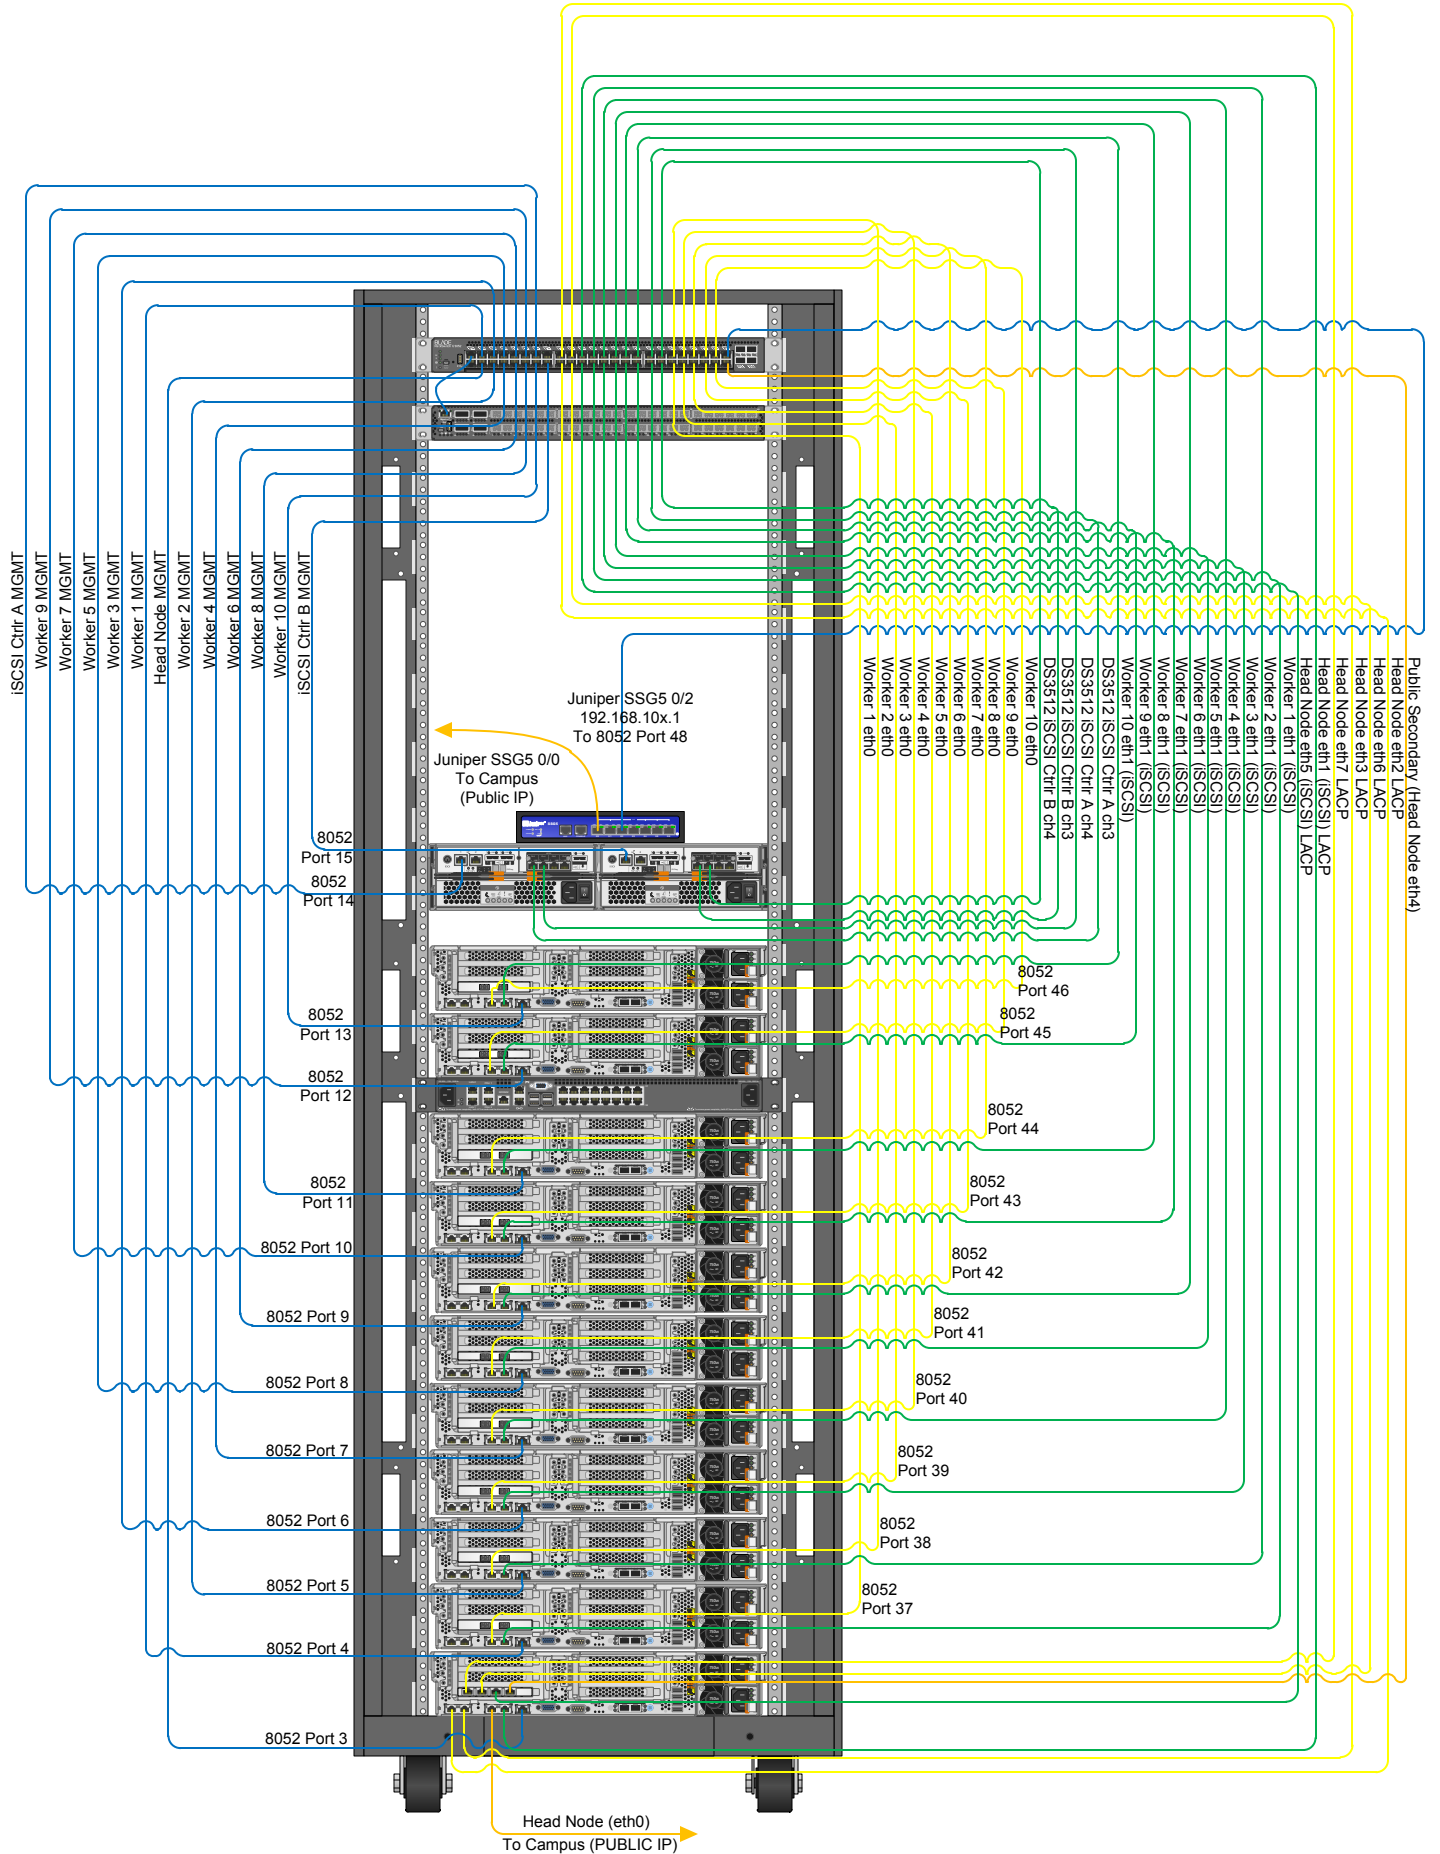 BLADE
iSCSI Ctrlr A MGMT
Worker 9 MGMT
Worker 7 MGMT
Worker 5 MGMT
Worker 3 MGMT
Worker 1 MGMT
Head Node MGMT
Worker 2 MGMT
Worker 4 MGMT
Worker 6 MGMT
Worker 8 MGMT
Worker 10 MGMT
iSCSI Ctrlr B MGMT
Juniper SSG5 0/2
192.168.10x.1
To 8052 Port 48
Juniper SSG5 0/0
To Campus
(Public IP)
Worker 1 eth0
Worker 2 eth0
Worker 3 eth0
Worker 4 eth0
Worker 5 eth0
Worker 6 eth0
Worker 7 eth0
Worker 8 eth0
Worker 9 eth0
Worker 10 eth0
DS3512 iSCSI Ctrlr B ch4
DS3512 iSCSI Ctrlr B ch3
DS3512 iSCSI Ctrlr A ch4
DS3512 iSCSI Ctrlr A ch3
Worker 10 eth1 (iSCSI)
Worker 9 eth1 (iSCSI)
Worker 8 eth1 (iSCSI)
Worker 7 eth1 (iSCSI)
Worker 6 eth1 (iSCSI)
Worker 5 eth1 (iSCSI)
Worker 4 eth1 (iSCSI)
Worker 3 eth1 (iSCSI)
Worker 2 eth1 (iSCSI)
Worker 1 eth1 (iSCSI)
Head Node eth5 (iSCSI) LACP
Head Node eth1 (iSCSI) LACP
Head Node eth7 LACP
Head Node eth3 LACP
Head Node eth6 LACP
Head Node eth2 LACP
Public Secondary (Head Node eth4)
8052
Port 15
8052
Port 14
8052
Port 46
8052
Port 13
8052
Port 45
8052
Port 12
8052
Port 44
8052
Port 11
8052
Port 43
8052 Port 10
8052
Port 42
8052 Port 9
8052
Port 41
8052 Port 8
8052
Port 40
8052 Port 7
8052
Port 39
8052 Port 6
8052
Port 38
8052 Port 5
8052
Port 37
8052 Port 4
8052 Port 3
Head Node (eth0)
To Campus (PUBLIC IP)